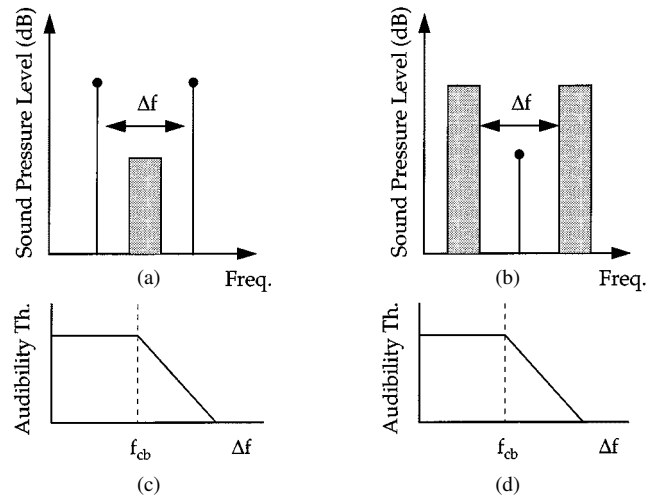 Sound Pressure Level (dB)
Δf
(a)
Freq.
Sound Pressure Level (dB)
Δf
(b)
Freq.
Audibility Th.
f_cb
Δf
(c)
Audibility Th.
f_cb
Δf
(d)